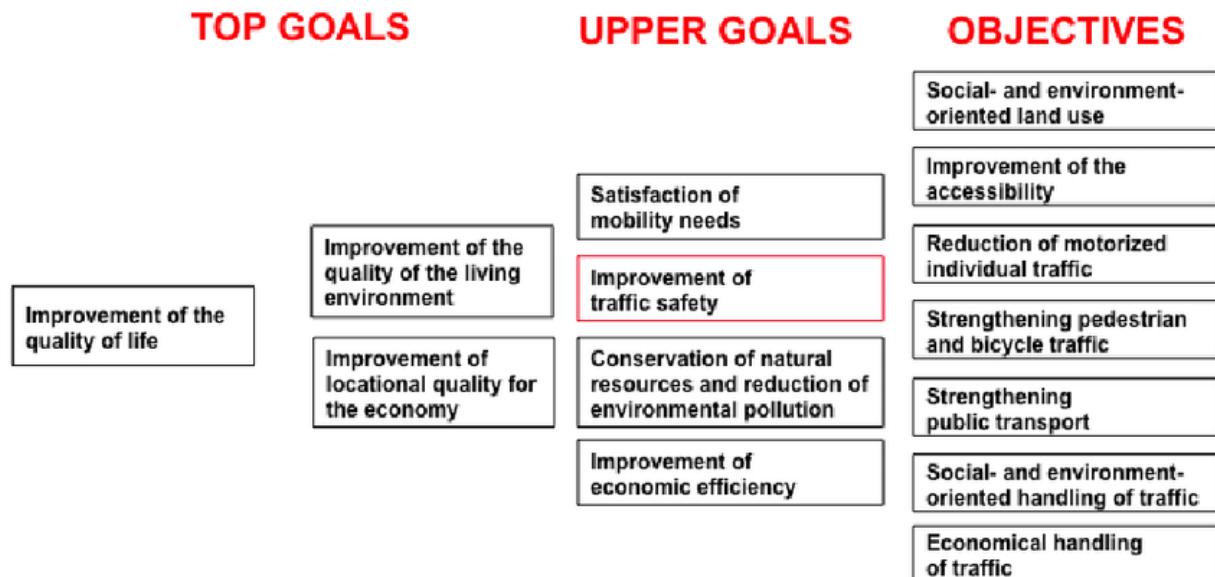 TOP GOALS
UPPER GOALS
OBJECTIVES
Improvement of the
quality of life
Improvement of the
quality of the living
environment
Improvement of
locational quality for
the economy
Satisfaction of
mobility needs
Improvement of
traffic safety
Conservation of natural
resources and reduction of
environmental pollution
Improvement of
economic efficiency
Social- and environment-
oriented land use
Improvement of the
accessibility
Reduction of motorized
individual traffic
Strengthening pedestrian
and bicycle traffic
Strengthening
public transport
Social- and environment-
oriented handling of traffic
Economical handling
of traffic